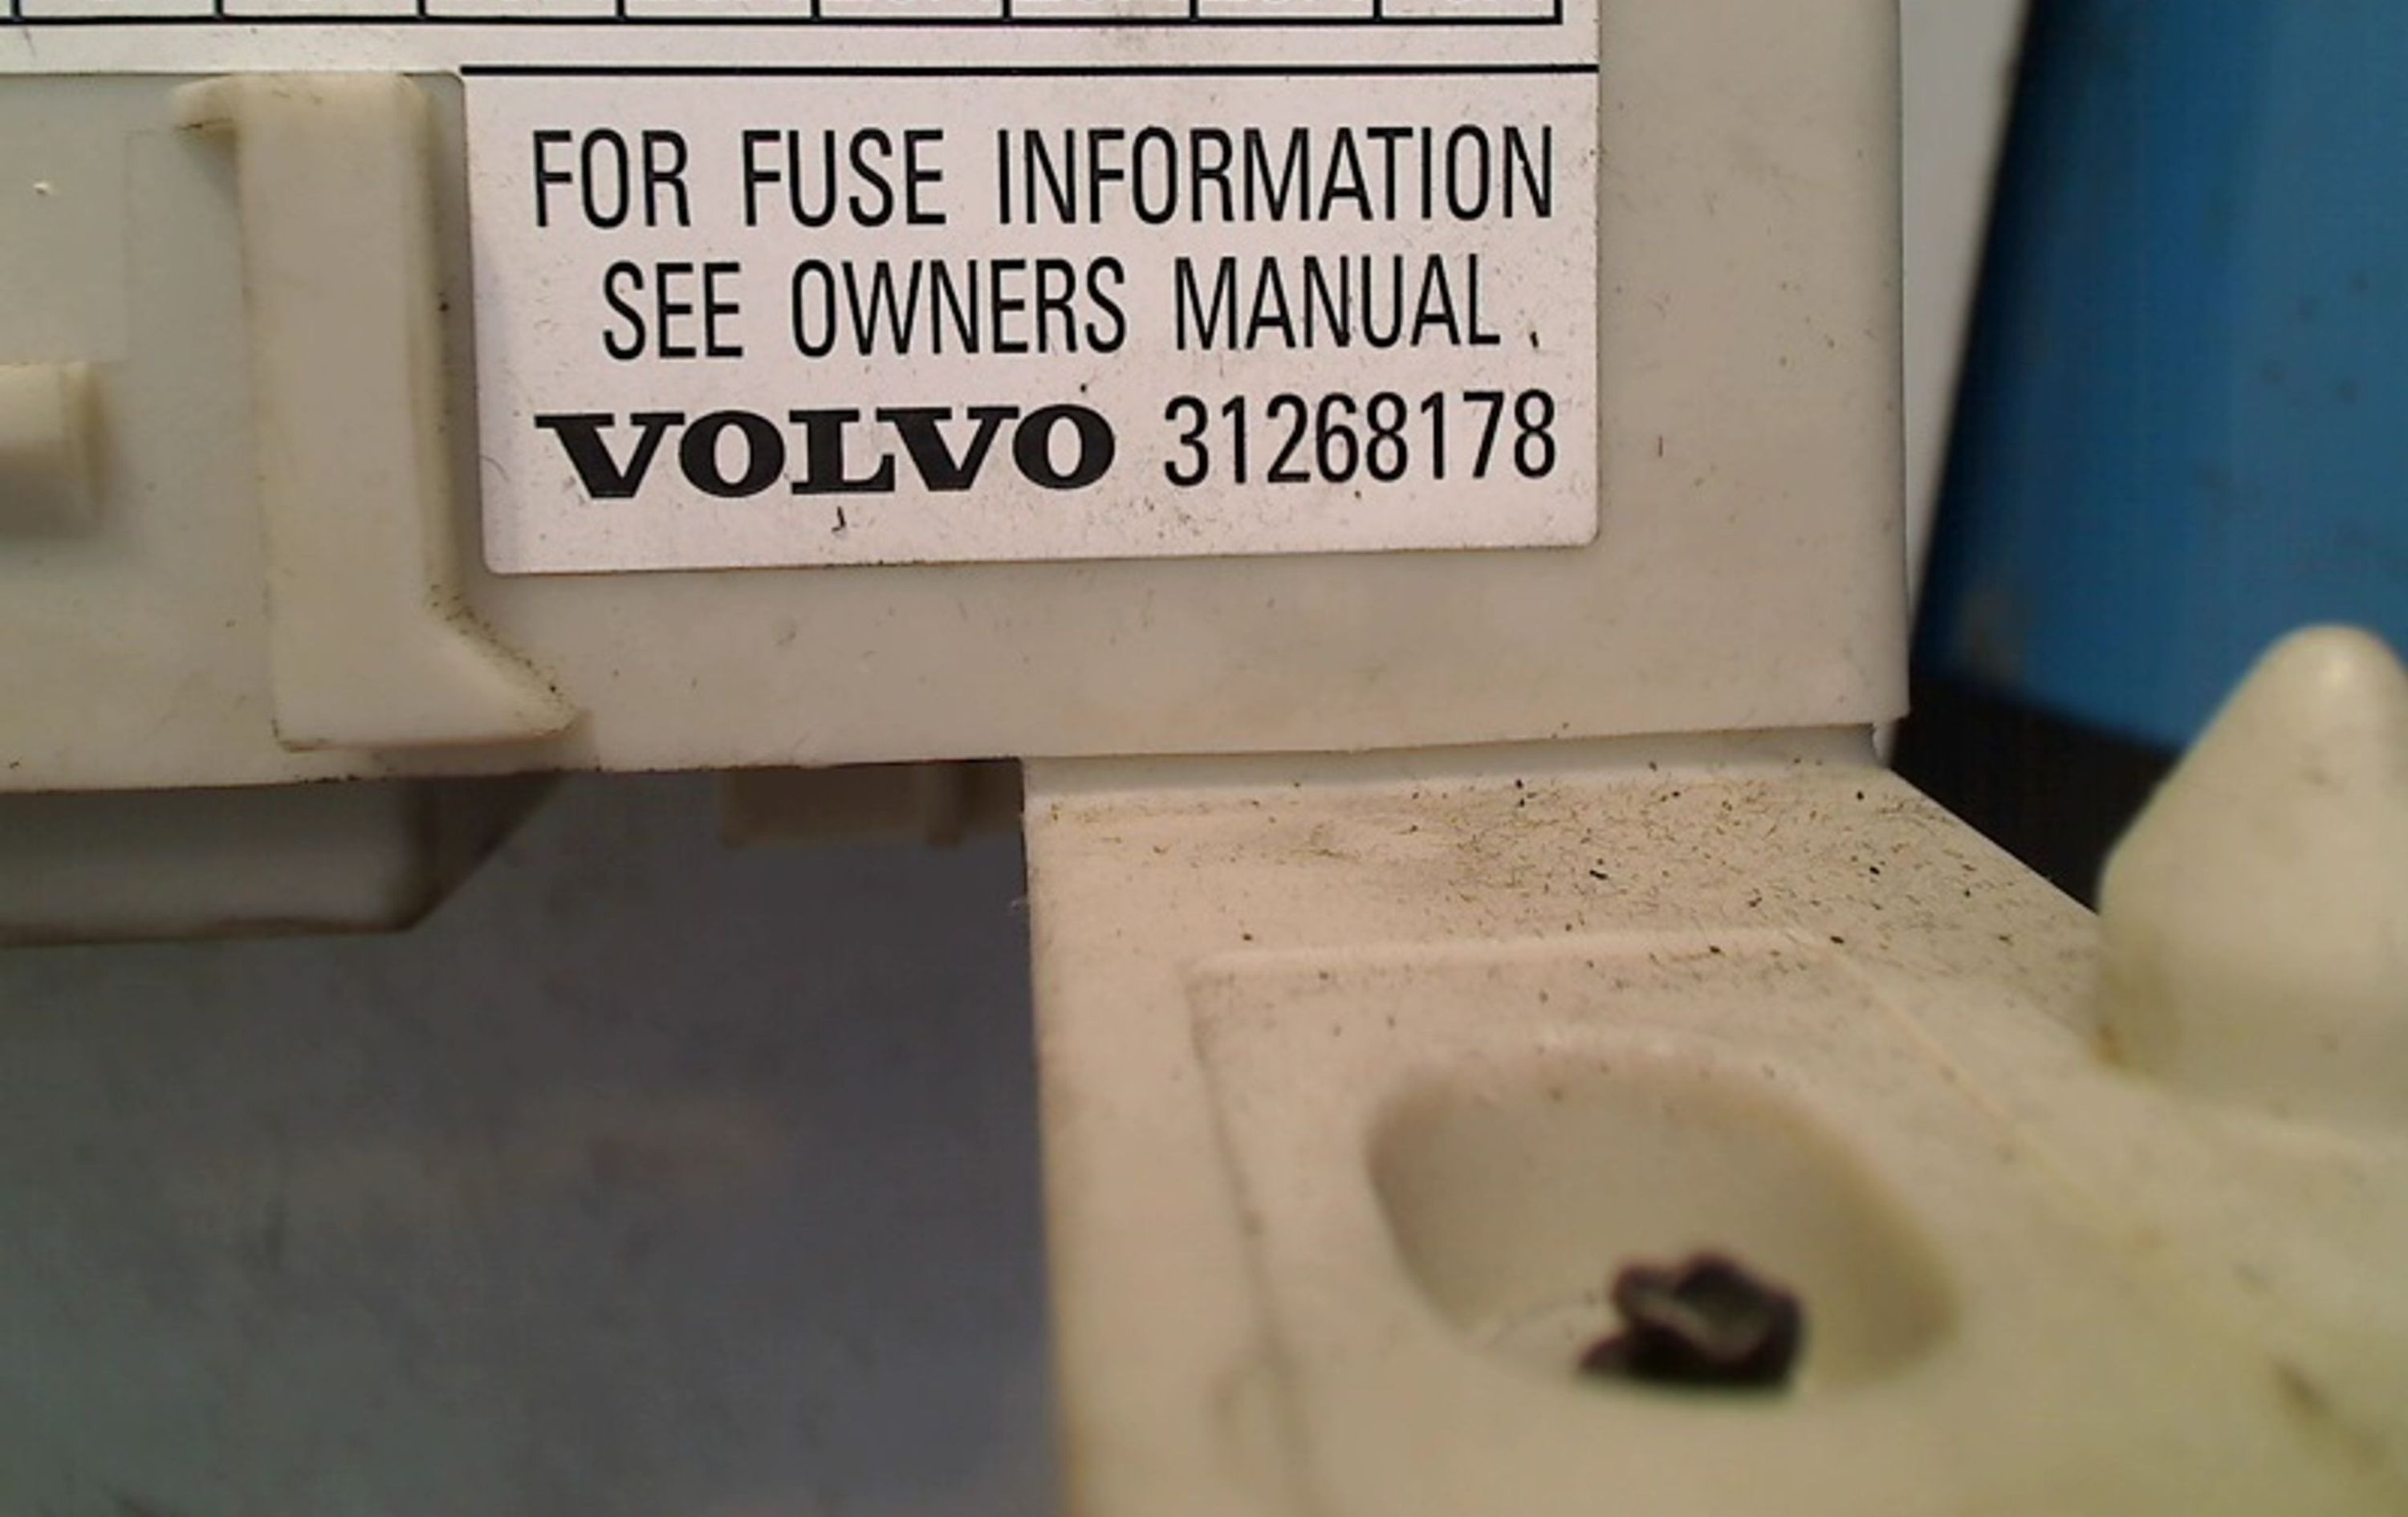 FOR FUSE INFORMATION
SEE OWNERS MANUAL
VOLVO 31268178